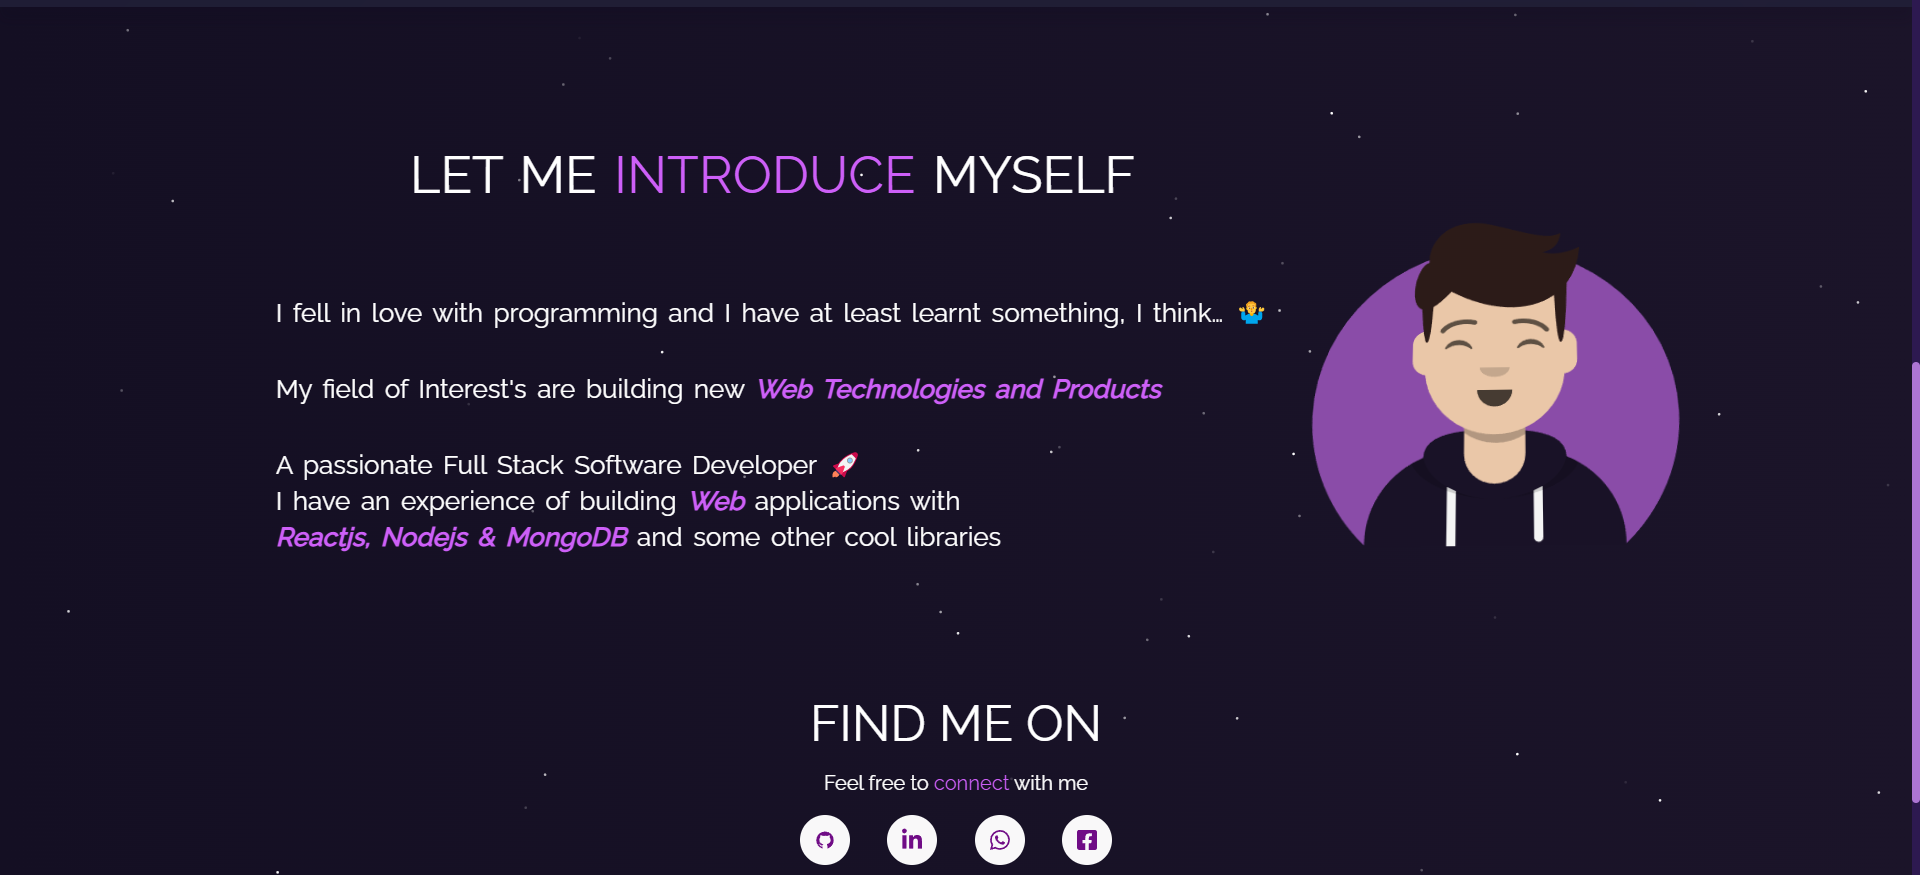 LET ME INTRODUCE MYSELF
I fell in love with programming and I have at least learnt something, I think… 🤷‍♂️
My field of Interest's are building new Web Technologies and Products
A passionate Full Stack Software Developer 🚀
I have an experience of building Web applications with
Reactjs, Nodejs & MongoDB and some other cool libraries
FIND ME ON
Feel free to connect with me
in